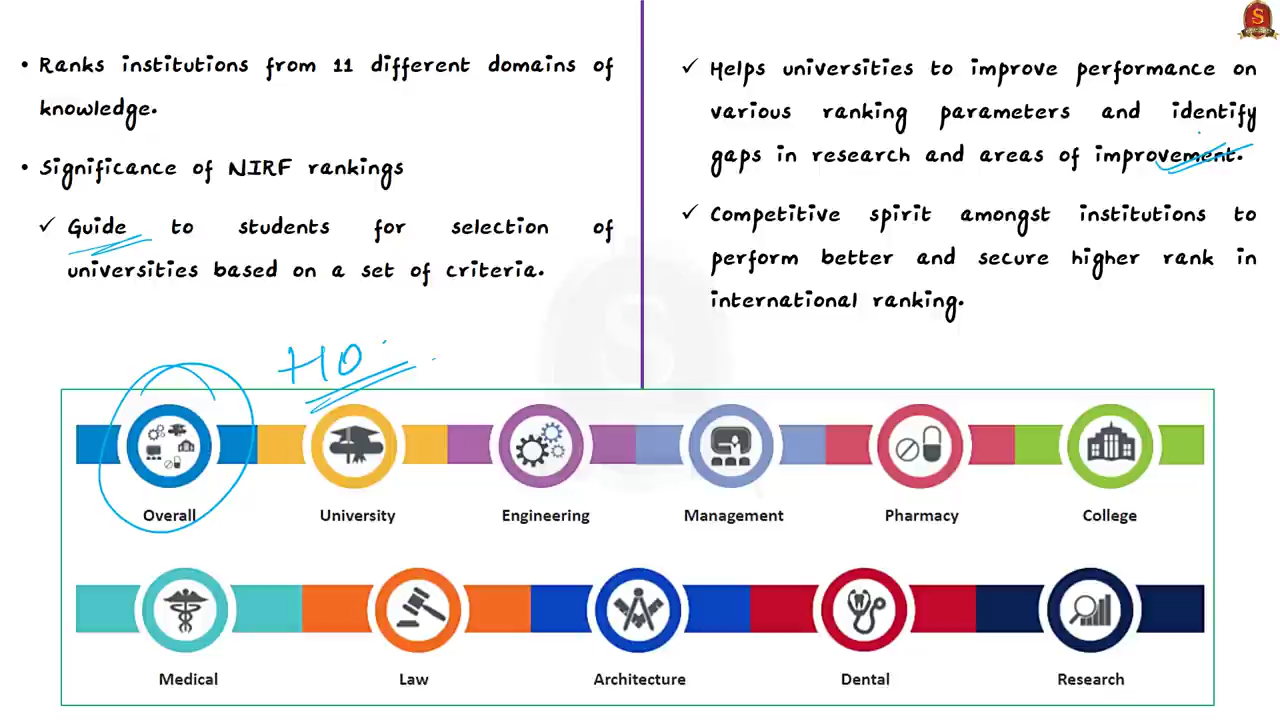 • Ranks institutions from 11 different domains of
knowledge.
• Significance of NIRF rankings
✓ Guide to students for selection of
universities based on a set of criteria.
✓ Helps universities to improve performance on
various ranking parameters and identify
gaps in research and areas of improvement.
✓ Competitive spirit amongst institutions to
perform better and secure higher rank in
international ranking.
S
Overall
University
Engineering
Management
Pharmacy
College
Medical
Law
Architecture
Dental
Research